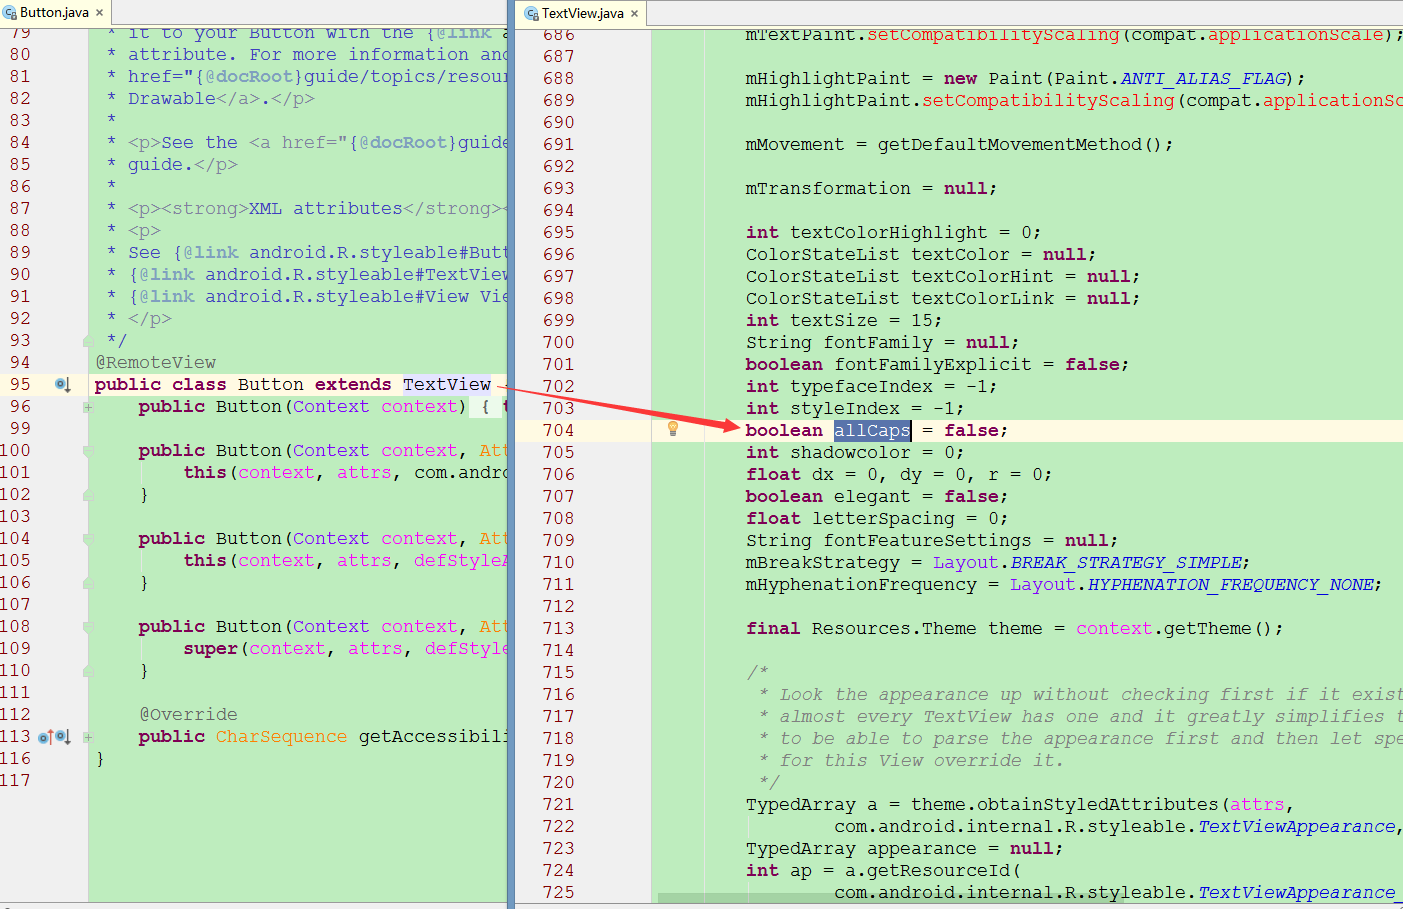 Button.java ×
79 * it to your Button with the {@link a
80 * attribute. For more information and
81 * href="{@docRoot}guide/topics/resour
82 * Drawable</a>.</p>
83 *
84 * <p>See the <a href="{@docRoot}guide
85 * guide.</p>
86 *
87 * <p><strong>XML attributes</strong><
88 * <p>
89 * See {@link android.R.styleable#Butt
90 * {@link android.R.styleable#TextView
91 * {@link android.R.styleable#View Vie
92 * </p>
93 */
94 @RemoteView
95 public class Button extends TextView
96 public Button(Context context) { t
99
100 public Button(Context context, Att
101 this(context, attrs, com.andro
102 }
103
104 public Button(Context context, Att
105 this(context, attrs, defStyleA
106 }
107
108 public Button(Context context, Att
109 super(context, attrs, defStyle
110 }
111
112 @Override
113 public CharSequence getAccessibili
116 }
117
TextView.java ×
686 mTextPaint.setCompatibilityScaling(compat.applicationScale);
687
688 mHighlightPaint = new Paint(Paint.ANTI_ALIAS_FLAG);
689 mHighlightPaint.setCompatibilityScaling(compat.applicationSc
690
691 mMovement = getDefaultMovementMethod();
692
693 mTransformation = null;
694
695 int textColorHighlight = 0;
696 ColorStateList textColor = null;
697 ColorStateList textColorHint = null;
698 ColorStateList textColorLink = null;
699 int textSize = 15;
700 String fontFamily = null;
701 boolean fontFamilyExplicit = false;
702 int typefaceIndex = -1;
703 int styleIndex = -1;
704 boolean allCaps = false;
705 int shadowcolor = 0;
706 float dx = 0, dy = 0, r = 0;
707 boolean elegant = false;
708 float letterSpacing = 0;
709 String fontFeatureSettings = null;
710 mBreakStrategy = Layout.BREAK_STRATEGY_SIMPLE;
711 mHyphenationFrequency = Layout.HYPHENATION_FREQUENCY_NONE;
712
713 final Resources.Theme theme = context.getTheme();
714
715 /*
716 * Look the appearance up without checking first if it exist
717 * almost every TextView has one and it greatly simplifies t
718 * to be able to parse the appearance first and then let spe
719 * for this View override it.
720 */
721 TypedArray a = theme.obtainStyledAttributes(attrs,
722 com.android.internal.R.styleable.TextViewAppearance,
723 TypedArray appearance = null;
724 int ap = a.getResourceId(
725 com.android.internal.R.styleable.TextViewAppearance_